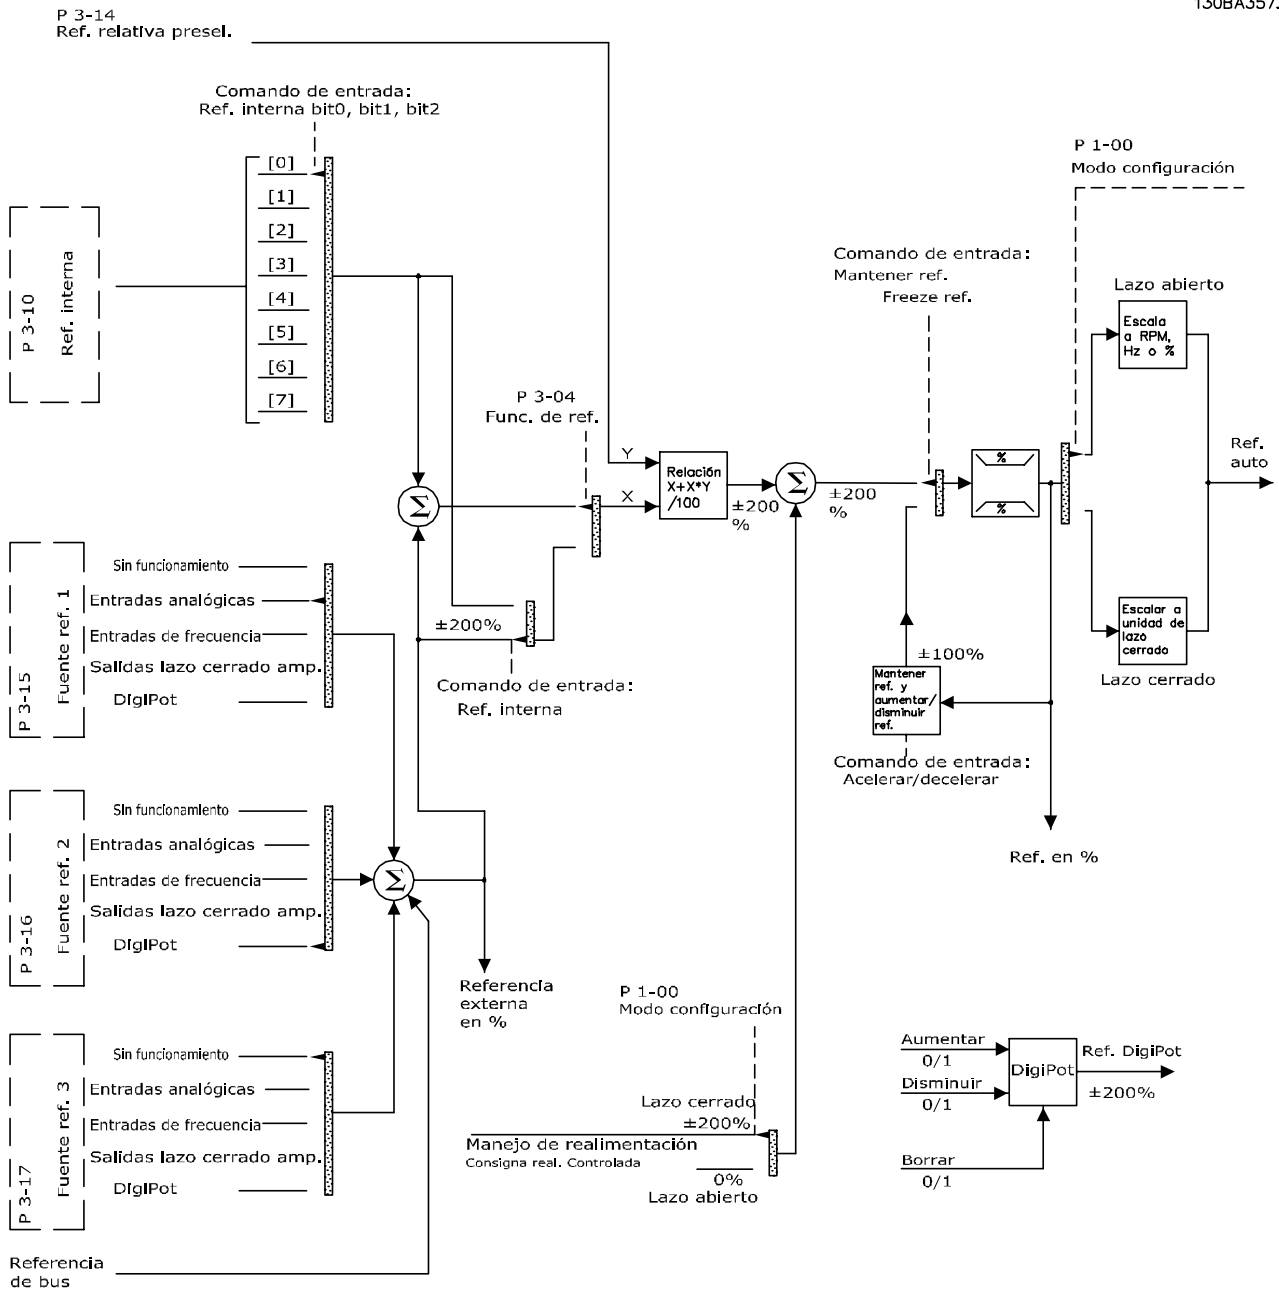 130BA357.
P 3-14
Ref. relativa presel.
Comando de entrada:
Ref. interna bit0, bit1, bit2
P 1-00
Modo configuración
[0]
[1]
[2]
[3]
[4]
[5]
[6]
[7]
P 3-10
Ref. interna
Comando de entrada:
Mantener ref.
Freeze ref.
Lazo abierto
Escala
a RPM,
Hz o %
P 3-04
Func. de ref.
Y
X
Relación
X+X*Y
/100
±200
%
Σ
±200
%
%
%
Ref.
auto
Σ
P 3-15
Fuente ref. 1
Sin funcionamiento
Entradas analógicas
Entradas de frecuencia
Salidas lazo cerrado amp.
DigiPot
±200%
Comando de entrada:
Ref. interna
±100%
Mantener
ref. y
aumentar/
disminuir
ref.
Comando de entrada:
Acelerar/decelerar
Escalar a
unidad de
lazo
cerrado
Lazo cerrado
Ref. en %
P 3-16
Fuente ref. 2
Sin funcionamiento
Entradas analógicas
Entradas de frecuencia
Salidas lazo cerrado amp.
DigiPot
Σ
Referencia
externa
en %
P 1-00
Modo configuración
Lazo cerrado
±200%
Manejo de realimentación
Consigna real. Controlada
0%
Lazo abierto
Aumentar
0/1
Disminuir
0/1
Borrar
0/1
DigiPot
Ref. DigiPot
±200%
P 3-17
Fuente ref. 3
Sin funcionamiento
Entradas analógicas
Entradas de frecuencia
Salidas lazo cerrado amp.
DigiPot
Referencia
de bus